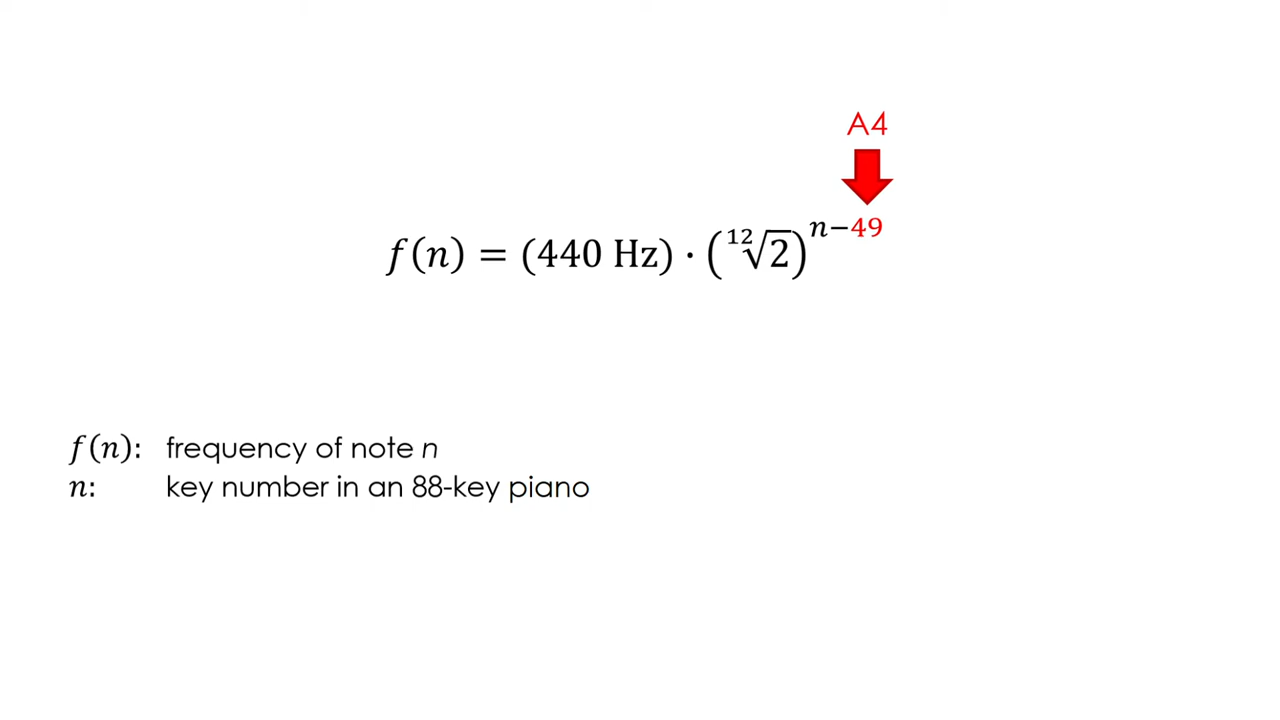 A4
f(n) = (440 Hz) · (¹²√2)ⁿ⁻⁴⁹
f(n): frequency of note n
n: key number in an 88-key piano